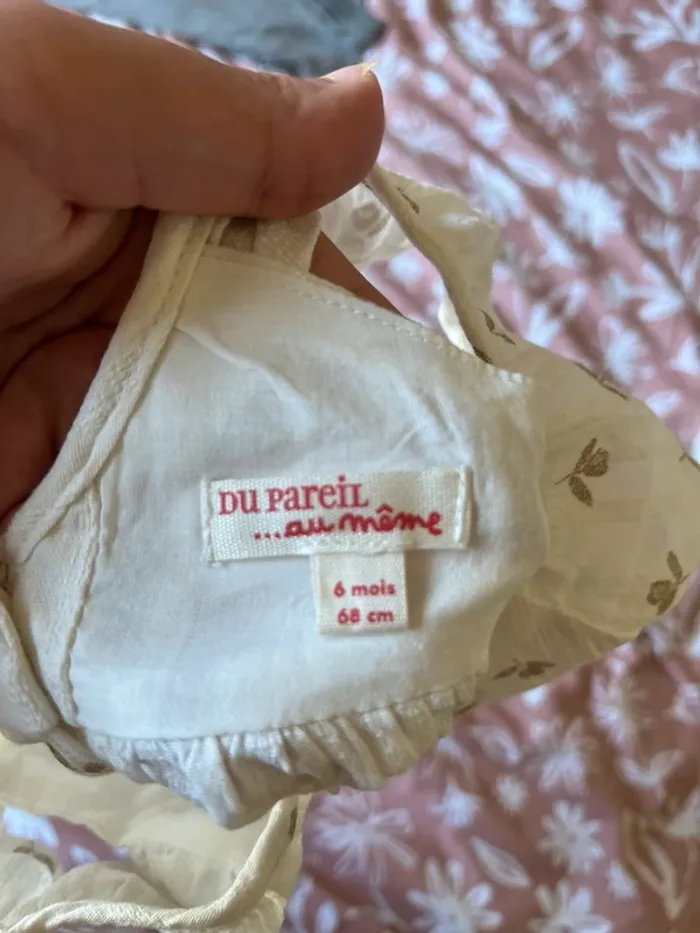 DU PAREIL
...au même
6 mois
68 cm